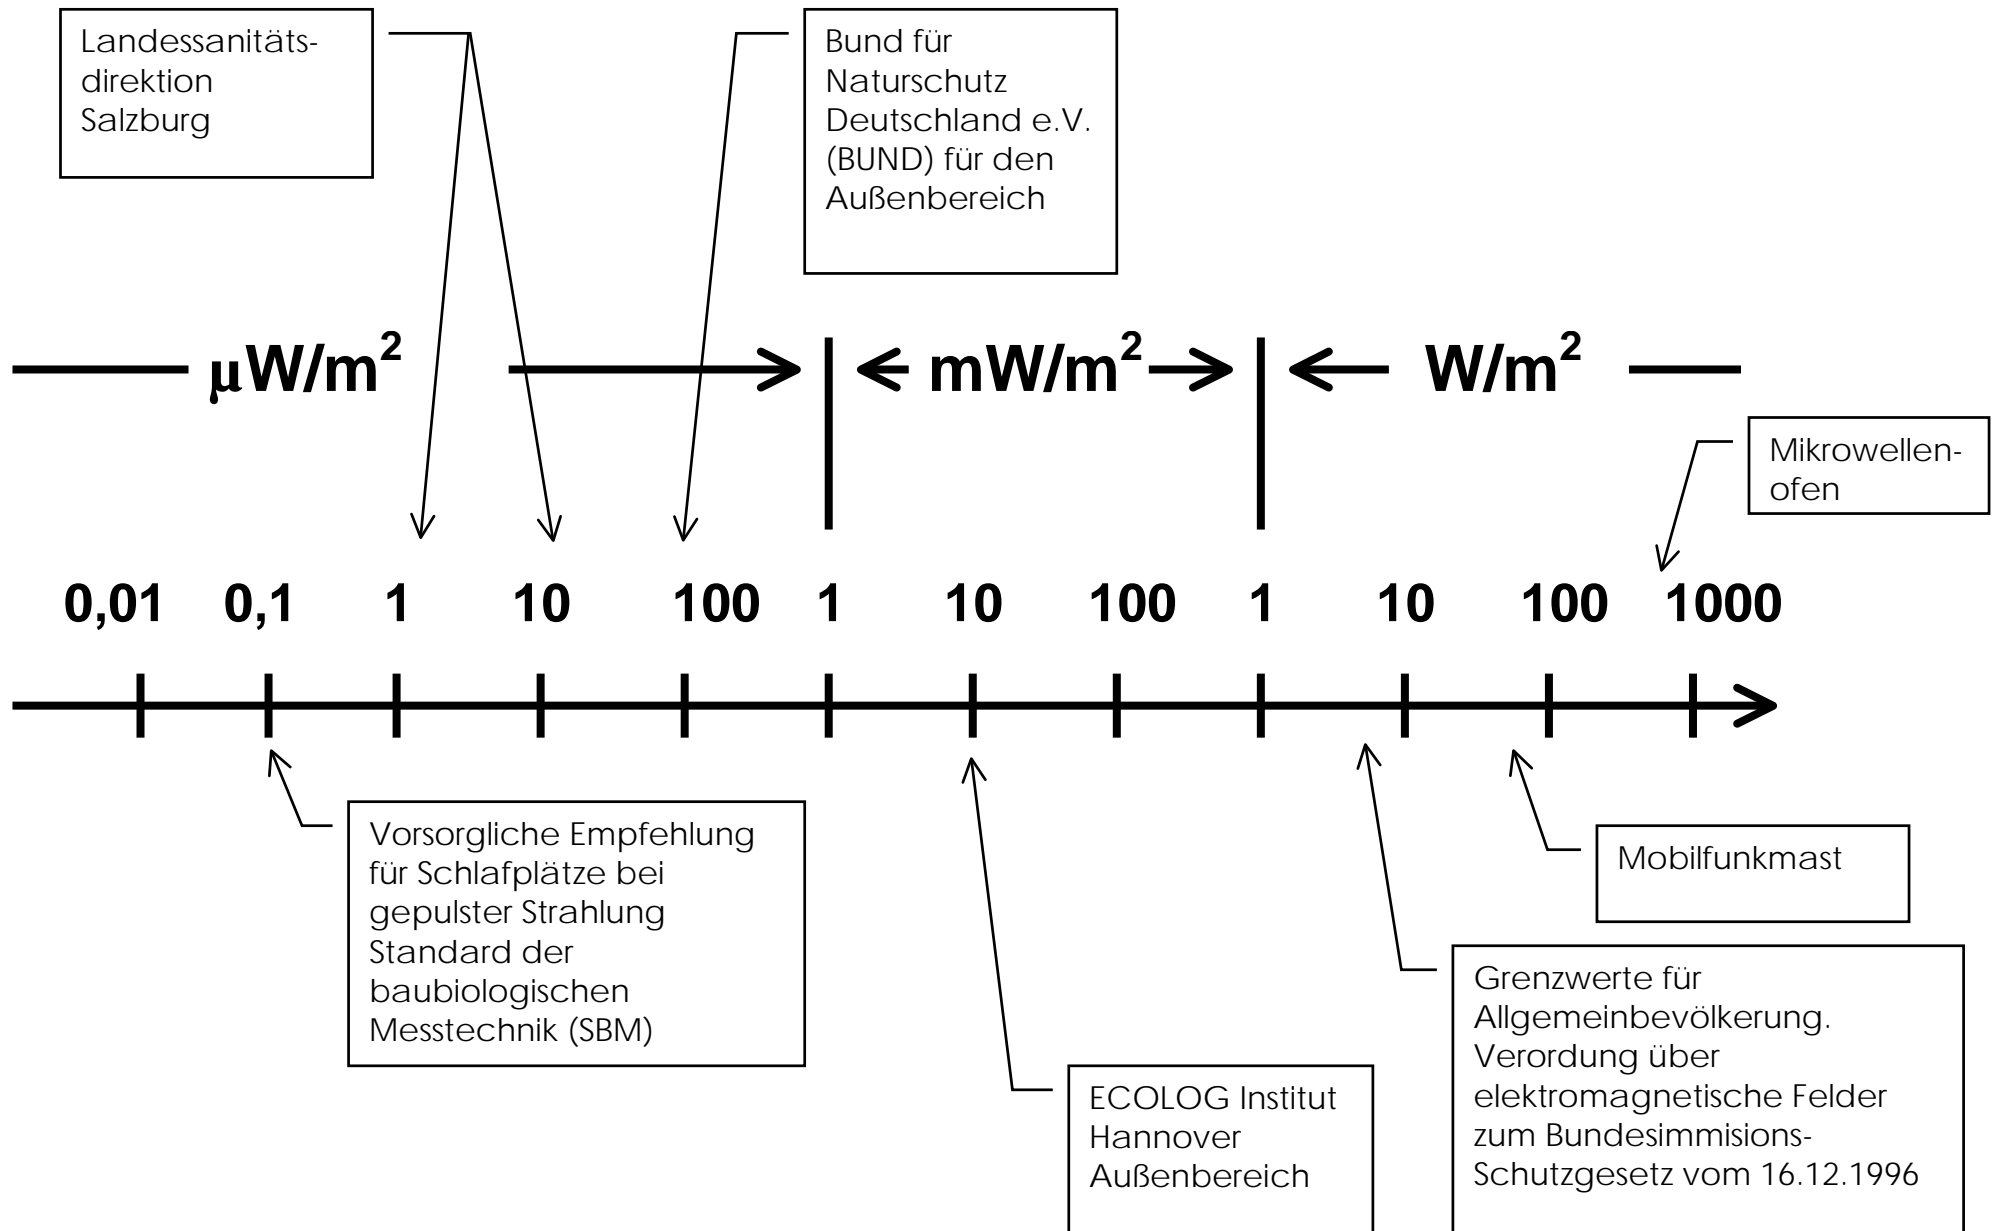 Landessanitäts-
direktion
Salzburg
Bund für
Naturschutz
Deutschland e.V.
(BUND) für den
Außenbereich
µW/m²
mW/m²
W/m²
Mikrowellen-
ofen
0,01 0,1 1 10 100 1 10 100 1 10 100 1000
Vorsorgliche Empfehlung
für Schlafplätze bei
gepulster Strahlung
Standard der
baubiologischen
Messtechnik (SBM)
Mobilfunkmast
ECOLOG Institut
Hannover
Außenbereich
Grenzwerte für
Allgemeinbevölkerung.
Verordung über
elektromagnetische Felder
zum Bundesimmisions-
Schutzgesetz vom 16.12.1996